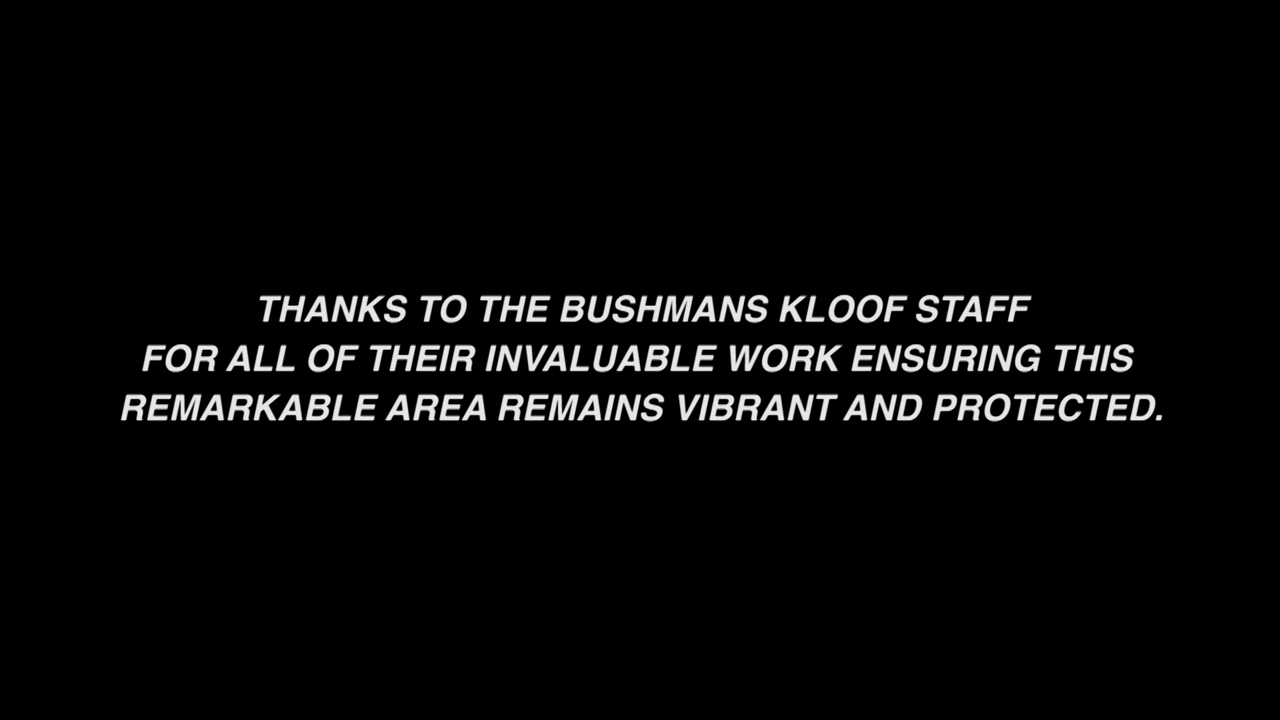 THANKS TO THE BUSHMANS KLOOF STAFF
FOR ALL OF THEIR INVALUABLE WORK ENSURING THIS
REMARKABLE AREA REMAINS VIBRANT AND PROTECTED.